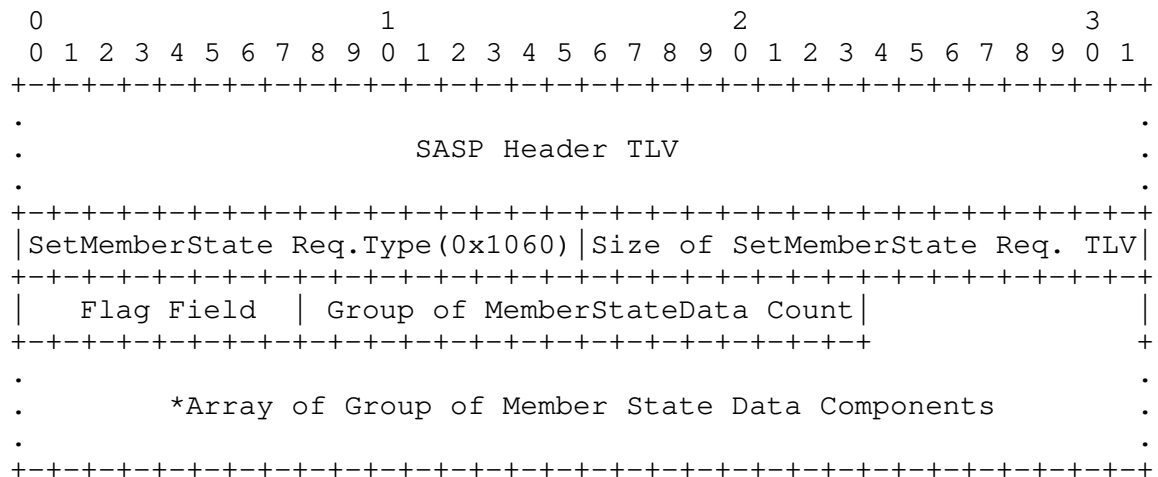 0                   1                   2                   3
 0 1 2 3 4 5 6 7 8 9 0 1 2 3 4 5 6 7 8 9 0 1 2 3 4 5 6 7 8 9 0 1
+-+-+-+-+-+-+-+-+-+-+-+-+-+-+-+-+-+-+-+-+-+-+-+-+-+-+-+-+-+-+-+-+
.                                                               .
.                      SASP Header TLV                          .
.                                                               .
+-+-+-+-+-+-+-+-+-+-+-+-+-+-+-+-+-+-+-+-+-+-+-+-+-+-+-+-+-+-+-+-+
|SetMemberState Req.Type(0x1060)|Size of SetMemberState Req. TLV|
+-+-+-+-+-+-+-+-+-+-+-+-+-+-+-+-+-+-+-+-+-+-+-+-+-+-+-+-+-+-+-+-+
|   Flag Field  | Group of MemberStateData Count|               |
+-+-+-+-+-+-+-+-+-+-+-+-+-+-+-+-+-+-+-+-+-+-+-+-+               +
.                                                               .
.        *Array of Group of Member State Data Components        .
.                                                               .
+-+-+-+-+-+-+-+-+-+-+-+-+-+-+-+-+-+-+-+-+-+-+-+-+-+-+-+-+-+-+-+-+